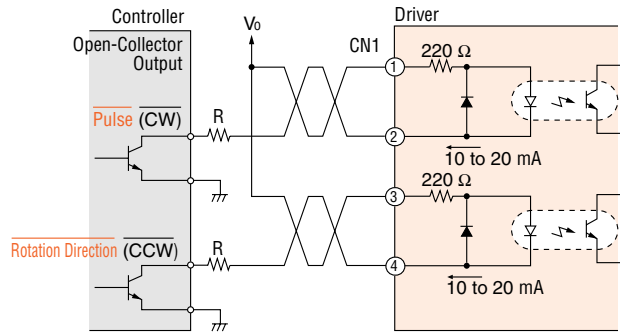 Controller
Open-Collector
Output
V₀
CN1
Driver
Pulse (CW)
R
1
220 Ω
2
10 to 20 mA
3
220 Ω
Rotation Direction (CCW)
R
4
10 to 20 mA